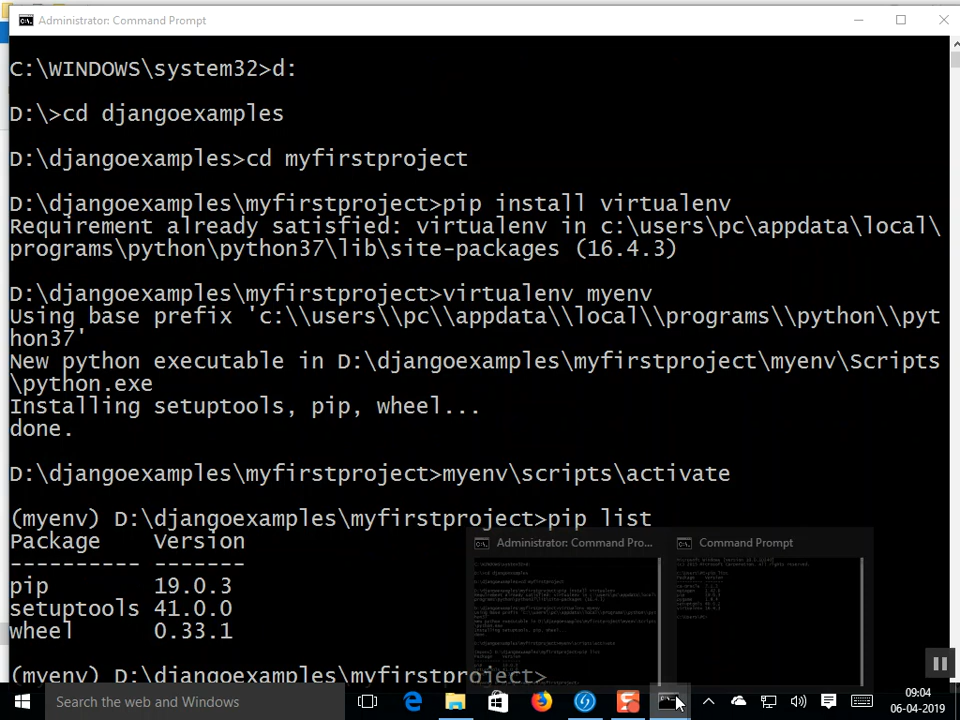 Administrator: Command Prompt
C:\WINDOWS\system32>d:
D:\>cd djangoexamples
D:\djangoexamples>cd myfirstproject
D:\djangoexamples\myfirstproject>pip install virtualenv
Requirement already satisfied: virtualenv in c:\users\pc\appdata\local\
programs\python\python37\lib\site-packages (16.4.3)
D:\djangoexamples\myfirstproject>virtualenv myenv
Using base prefix 'c:\\users\\pc\\appdata\\local\\programs\\python\\pyt
hon37'
New python executable in D:\djangoexamples\myfirstproject\myenv\Scripts
\python.exe
Installing setuptools, pip, wheel...
done.
D:\djangoexamples\myfirstproject>myenv\scripts\activate
(myenv) D:\djangoexamples\myfirstproject>pip list
Package    Version
---------- -------
pip        19.0.3
setuptools 41.0.0
wheel      0.33.1
(myenv) D:\djangoexamples\myfirstproject>
Administrator: Command Pro...
Command Prompt
Search the web and Windows
09:04
06-04-2019